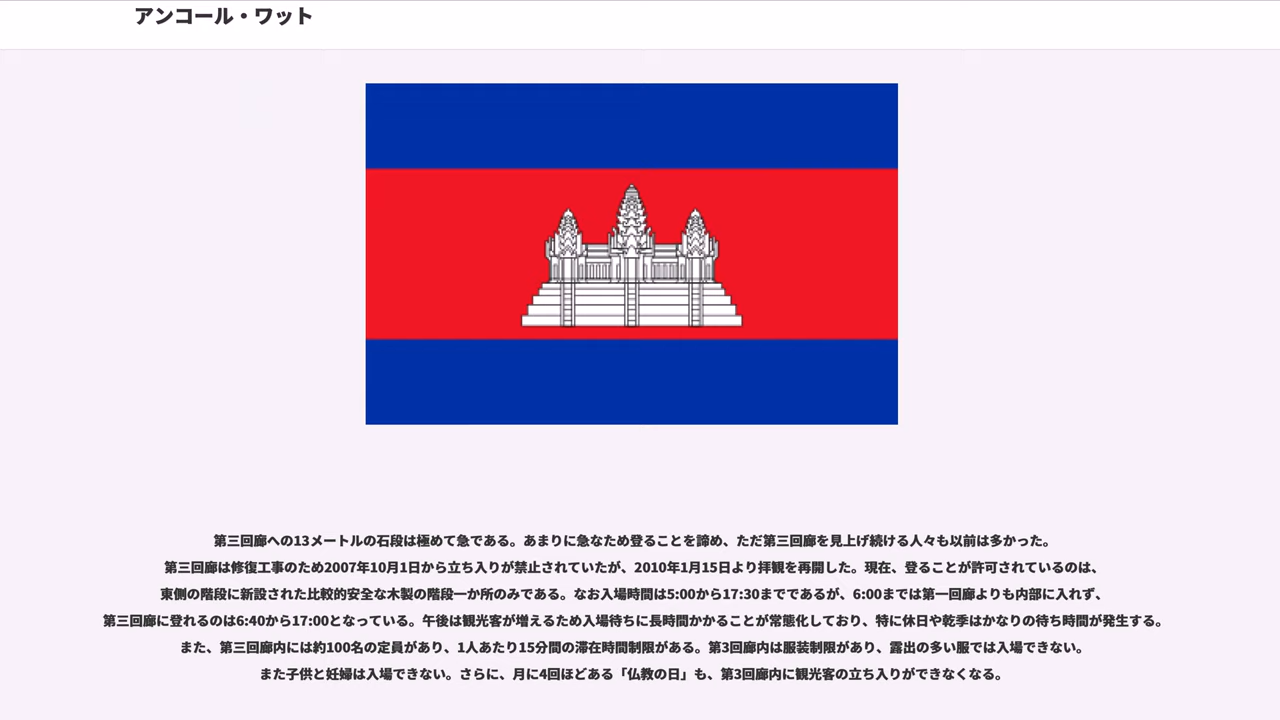 アンコール・ワット
第三回廊への13メートルの石段は極めて急である。あまりに急なため登ることを諦め、ただ第三回廊を見上げ続ける人々も以前は多かった。
第三回廊は修復工事のため2007年10月1日から立ち入りが禁止されていたが、2010年1月15日より拝観を再開した。現在、登ることが許可されているのは、
東側の階段に新設された比較的安全な木製の階段一か所のみである。なお入場時間は5:00から17:30までであるが、6:00までは第一回廊よりも内部に入れず、
第三回廊に登れるのは6:40から17:00となっている。午後は観光客が増えるため入場待ちに長時間かかることが常態化しており、特に休日や乾季はかなりの待ち時間が発生する。
また、第三回廊内には約100名の定員があり、1人あたり15分間の滞在時間制限がある。第3回廊内は服装制限があり、露出の多い服では入場できない。
また子供と妊婦は入場できない。さらに、月に4回ほどある「仏教の日」も、第3回廊内に観光客の立ち入りができなくなる。